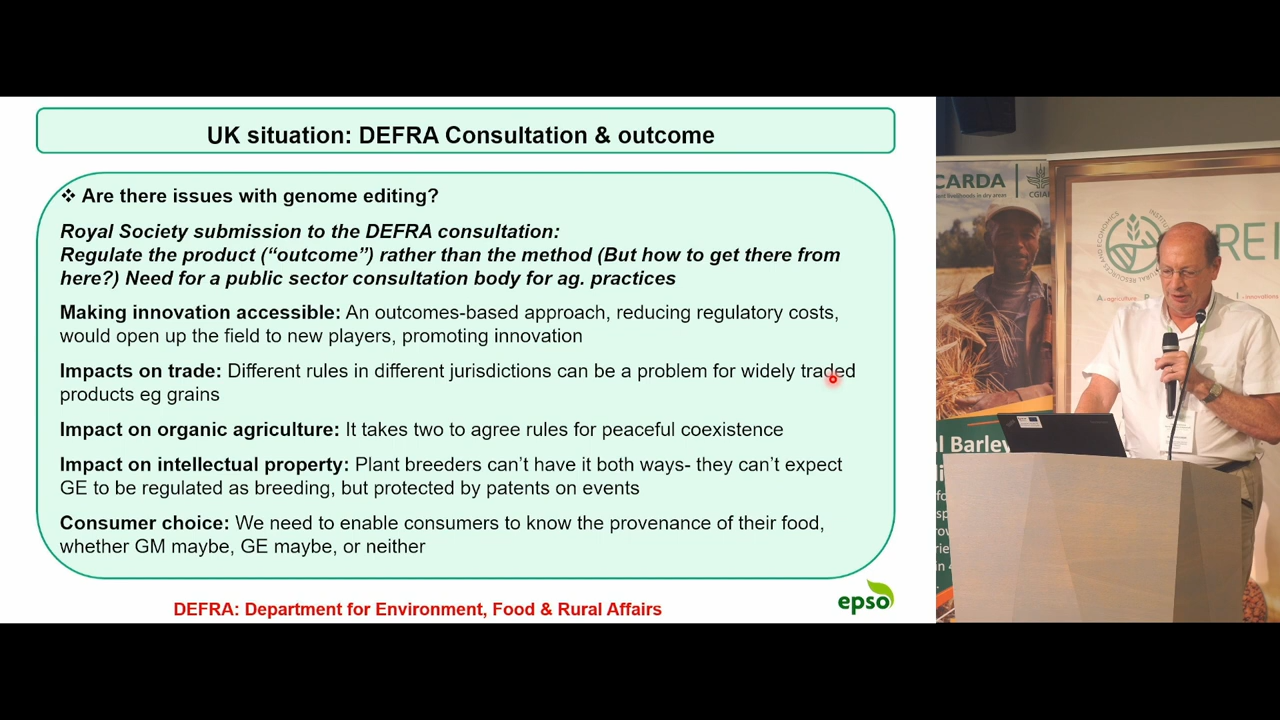 UK situation: DEFRA Consultation & outcome
❖ Are there issues with genome editing?
Royal Society submission to the DEFRA consultation:
Regulate the product (“outcome”) rather than the method (But how to get there from
here?) Need for a public sector consultation body for ag. practices
Making innovation accessible: An outcomes-based approach, reducing regulatory costs,
would open up the field to new players, promoting innovation
Impacts on trade: Different rules in different jurisdictions can be a problem for widely traded
products eg grains
Impact on organic agriculture: It takes two to agree rules for peaceful coexistence
Impact on intellectual property: Plant breeders can’t have it both ways- they can’t expect
GE to be regulated as breeding, but protected by patents on events
Consumer choice: We need to enable consumers to know the provenance of their food,
whether GM maybe, GE maybe, or neither
DEFRA: Department for Environment, Food & Rural Affairs
epso
CARDA
CGIAR
REI
al Barley